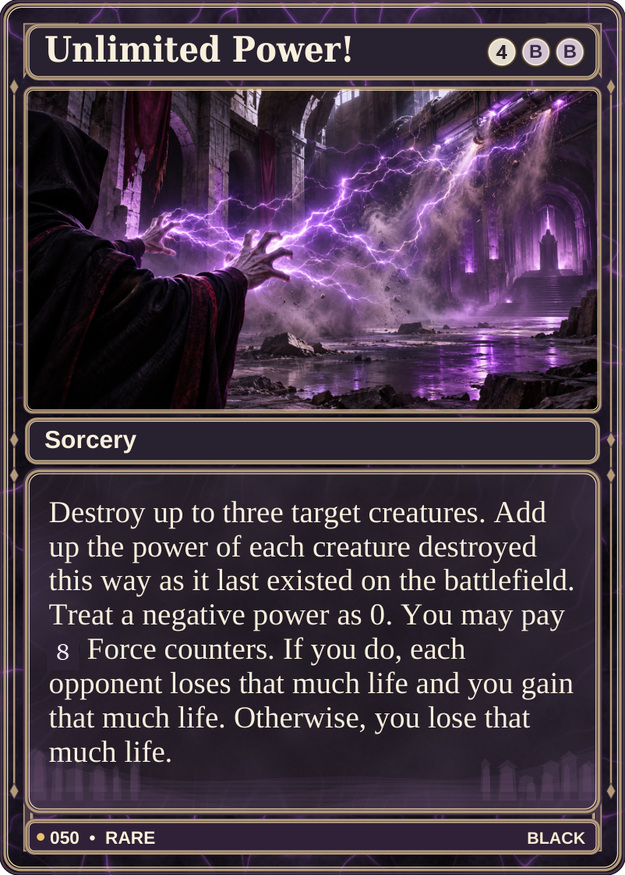 Unlimited Power! 4 B B
Sorcery
Destroy up to three target creatures. Add
up the power of each creature destroyed
this way as it last existed on the battlefield.
Treat a negative power as 0. You may pay
8 Force counters. If you do, each
opponent loses that much life and you gain
that much life. Otherwise, you lose that
much life.
050 • RARE BLACK